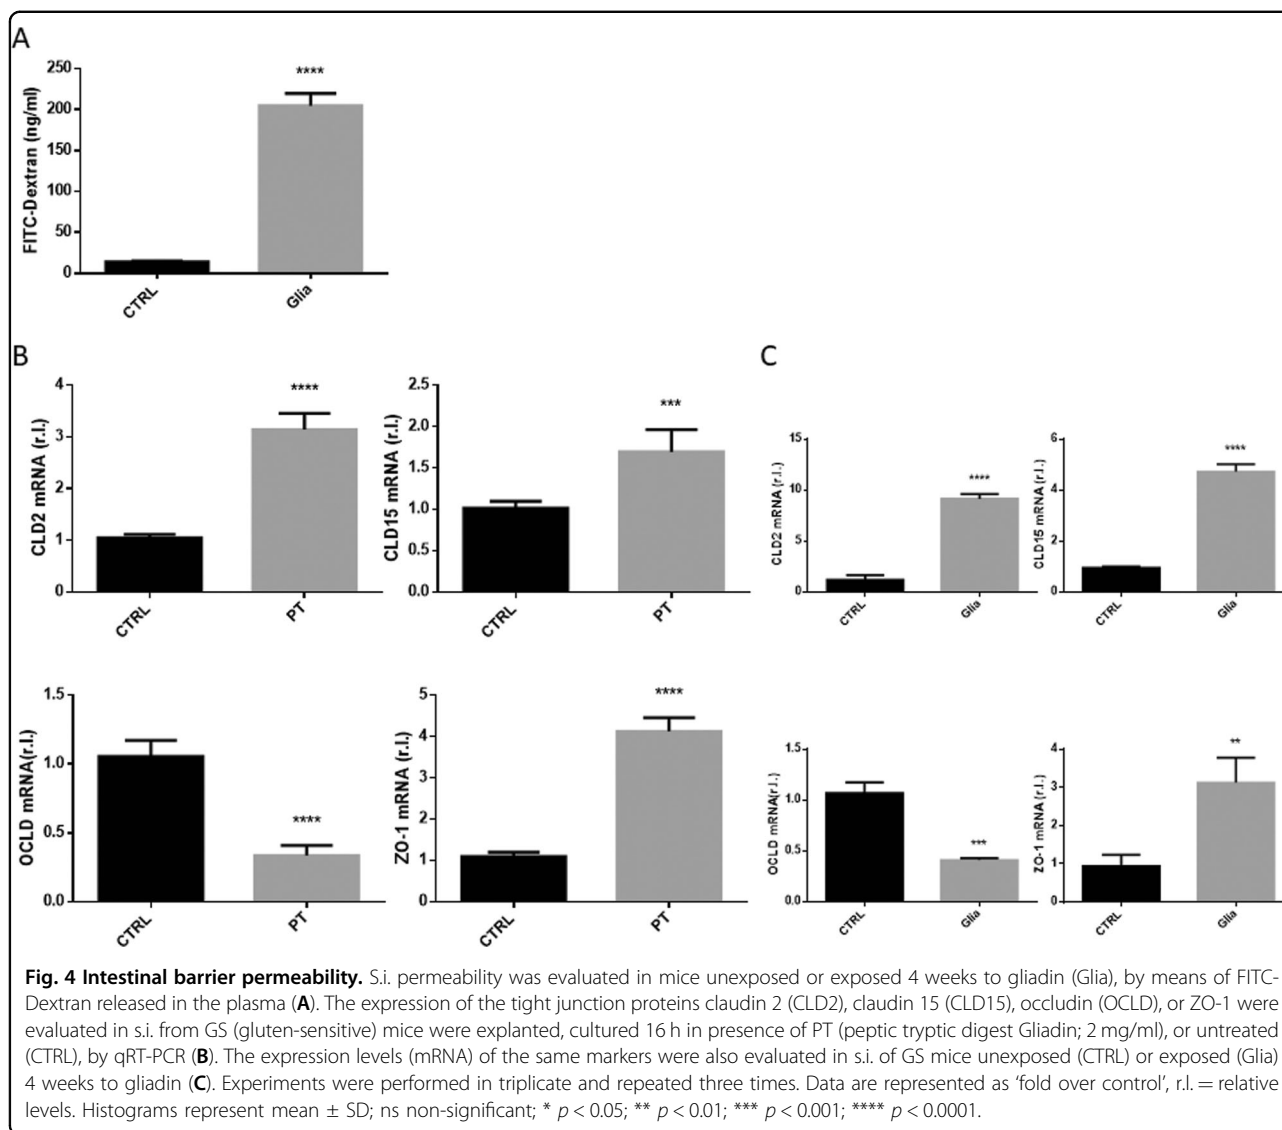 A
FITC-Dextran (ng/ml)
250
200
150
100
50
0
****
CTRL
Glia
B
CLD2 mRNA (r.l.)
4
3
2
1
0
****
CTRL
PT
CLD15 mRNA (r.l.)
2.5
2.0
1.5
1.0
0.5
0.0
***
CTRL
PT
OCLD mRNA(r.l.)
1.5
1.0
0.5
0.0
****
CTRL
PT
ZO-1 mRNA (r.l.)
5
4
3
2
1
0
****
CTRL
PT
C
CLD2 mRNA (r.l.)
15
10
5
0
****
CTRL
Glia
CLD15 mRNA (r.l.)
6
4
2
0
****
CTRL
Glia
OCLD mRNA(r.l.)
1.5
1.0
0.5
0.0
***
CTRL
Glia
ZO-1 mRNA (r.l.)
4
3
2
1
0
**
CTRL
Glia
Fig. 4 Intestinal barrier permeability. S.i. permeability was evaluated in mice unexposed or exposed 4 weeks to gliadin (Glia), by means of FITC-
Dextran released in the plasma (A). The expression of the tight junction proteins claudin 2 (CLD2), claudin 15 (CLD15), occludin (OCLD), or ZO-1 were
evaluated in s.i. from GS (gluten-sensitive) mice were explanted, cultured 16 h in presence of PT (peptic tryptic digest Gliadin; 2 mg/ml), or untreated
(CTRL), by qRT-PCR (B). The expression levels (mRNA) of the same markers were also evaluated in s.i. of GS mice unexposed (CTRL) or exposed (Glia)
4 weeks to gliadin (C). Experiments were performed in triplicate and repeated three times. Data are represented as 'fold over control', r.l. = relative
levels. Histograms represent mean ± SD; ns non-significant; * p < 0.05; ** p < 0.01; *** p < 0.001; **** p < 0.0001.